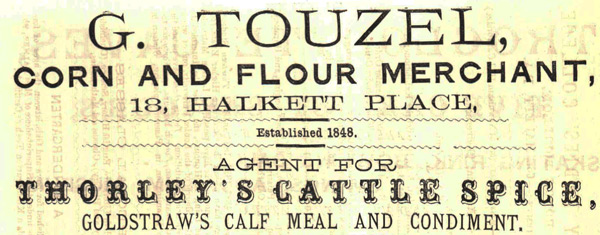 G. TOUZEL,
CORN AND FLOUR MERCHANT,
18, HALKETT PLACE,
Established 1848.
AGENT FOR
THORLEY'S CATTLE SPICE,
GOLDSTRAW'S CALF MEAL AND CONDIMENT.